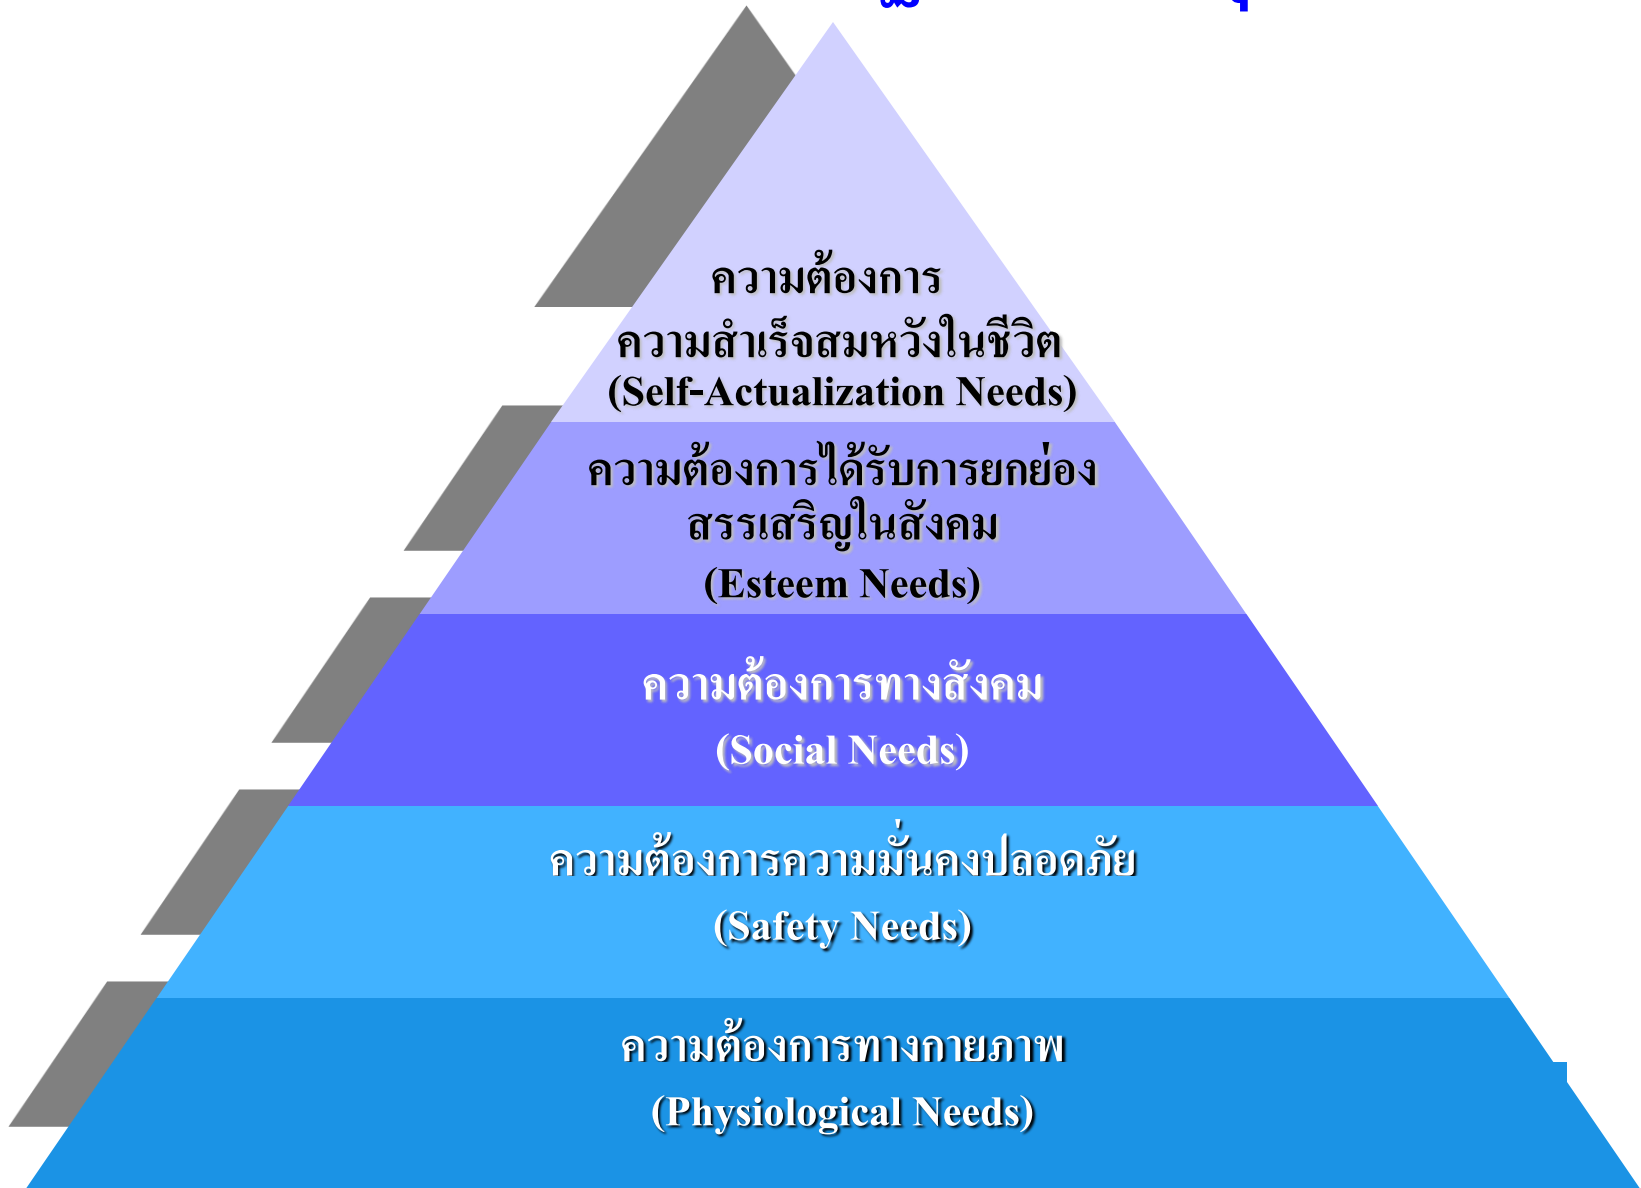 ความต้องการ
ความสำเร็จสมหวังในชีวิต
(Self-Actualization Needs)
ความต้องการได้รับการยกย่อง
สรรเสริญในสังคม
(Esteem Needs)
ความต้องการทางสังคม
(Social Needs)
ความต้องการความมั่นคงปลอดภัย
(Safety Needs)
ความต้องการทางกายภาพ
(Physiological Needs)